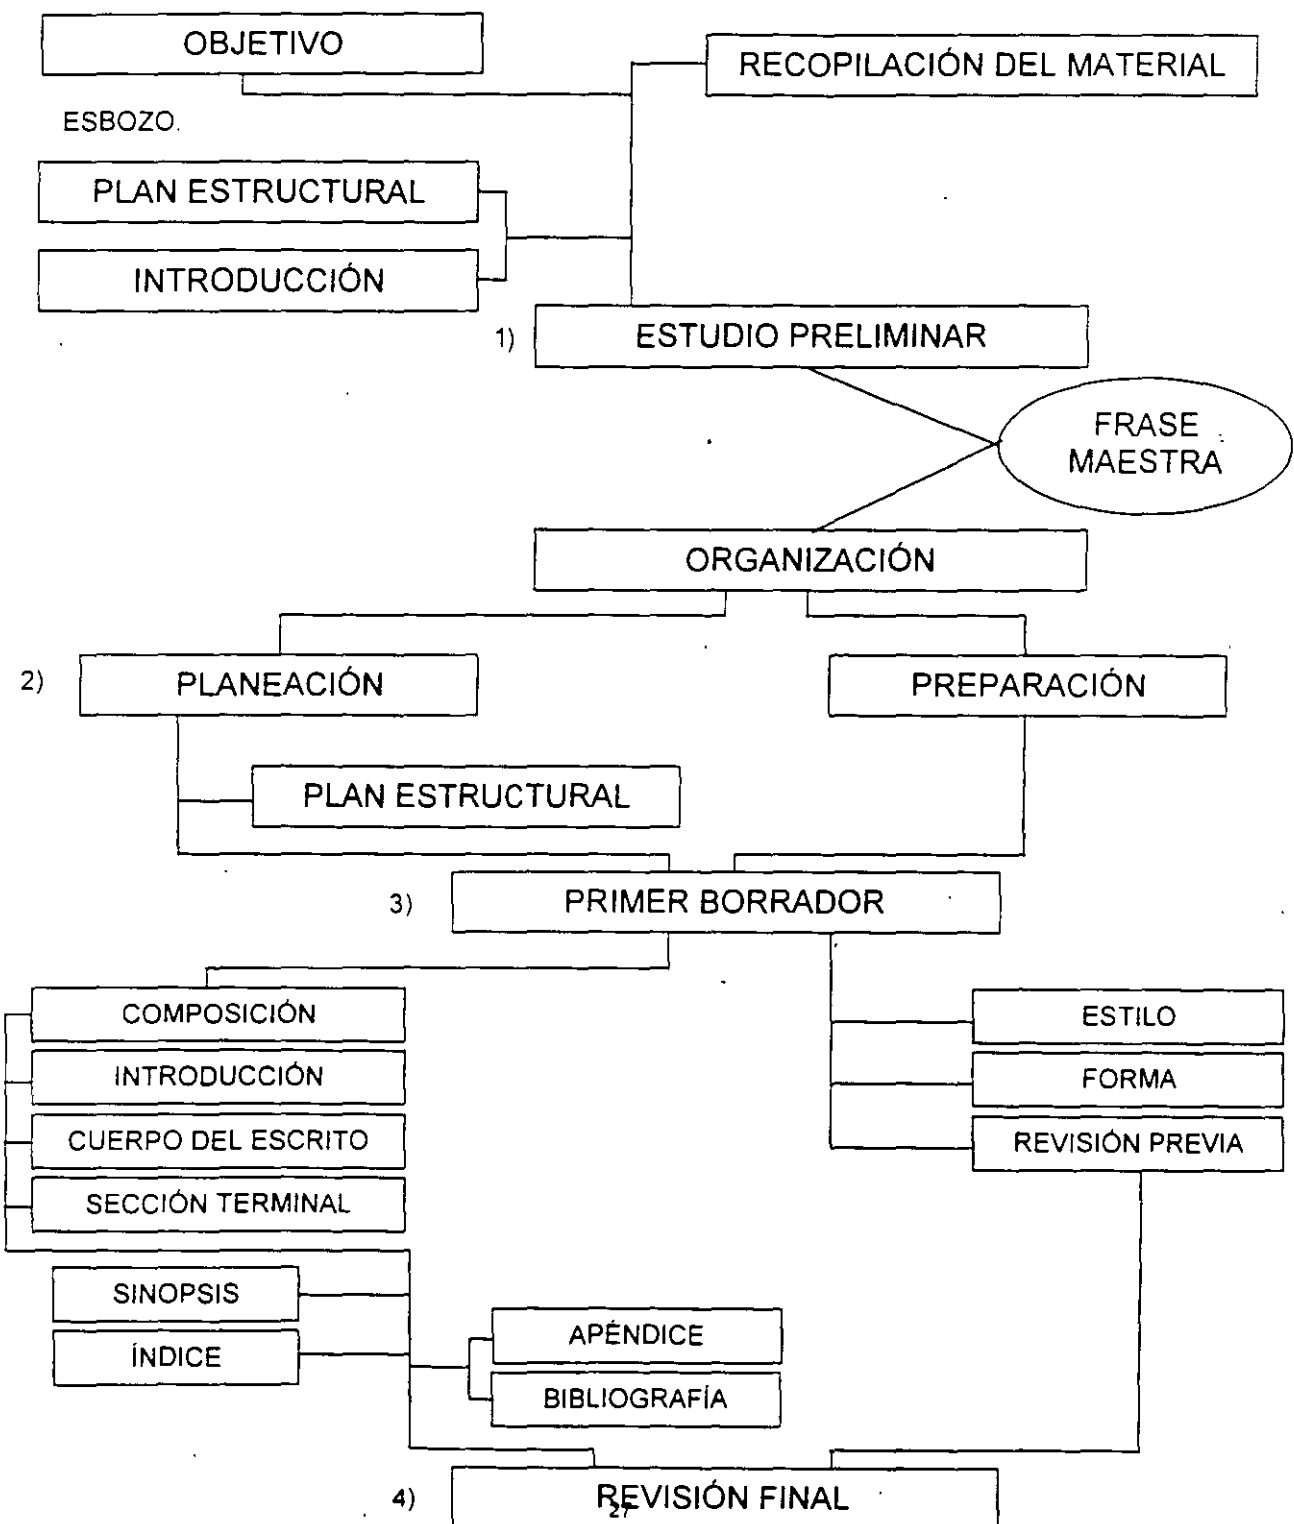 OBJETIVO
RECOPILACIÓN DEL MATERIAL
ESBOZO.
PLAN ESTRUCTURAL
INTRODUCCIÓN
1) ESTUDIO PRELIMINAR
FRASE
MAESTRA
ORGANIZACIÓN
2) PLANEACIÓN
PREPARACIÓN
PLAN ESTRUCTURAL
3) PRIMER BORRADOR
COMPOSICIÓN
INTRODUCCIÓN
CUERPO DEL ESCRITO
SECCIÓN TERMINAL
ESTILO
FORMA
REVISIÓN PREVIA
SINOPSIS
ÍNDICE
APÉNDICE
BIBLIOGRAFÍA
4) REVISIÓN FINAL
27